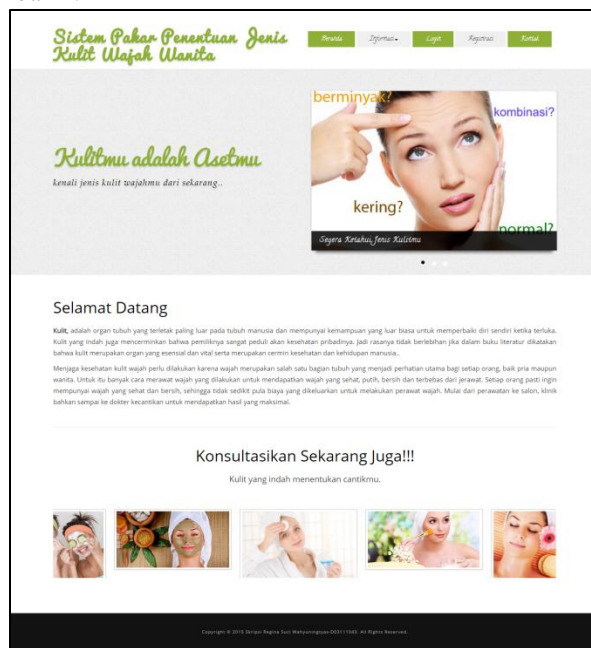 Sistem Pakar Penentuan Jenis
Kulit Wajah Wanita
Beranda Informasi Login Registrasi Kontak
berminyak?
kombinasi?
Kulitmu adalah Asetmu
kenali jenis kulit wajahmu dari sekarang..
kering?
normal?
Segera Ketahui Jenis Kulitmu
Selamat Datang
Kulit, adalah organ tubuh yang terletak paling luar pada tubuh manusia dan mempunyai kemampuan yang luar biasa untuk memperbaiki diri sendiri ketika terluka.
Kulit yang indah juga mencerminkan bahwa pemiliknya sangat peduli akan kesehatan pribadinya. Jadi rasanya tidak berlebihan jika dalam buku literatur dikatakan
bahwa kulit merupakan organ yang esensial dan vital serta merupakan cermin kesehatan dan kehidupan manusia..
Menjaga kesehatan kulit wajah perlu dilakukan karena wajah merupakan salah satu bagian tubuh yang menjadi perhatian utama bagi setiap orang, baik pria maupun
wanita. Untuk itu banyak cara merawat wajah yang dilakukan untuk mendapatkan wajah yang sehat, putih, bersih dan terbebas dari jerawat. Setiap orang pasti ingin
mempunyai wajah yang sehat dan bersih, sehingga tidak sedikit pula biaya yang dikeluarkan untuk melakukan perawat wajah. Mulai dari perawatan ke salon, klinik
bahkan sampai ke dokter kecantikan untuk mendapatkan hasil yang maksimal.
Konsultasikan Sekarang Juga!!!
Kulit yang indah menentukan cantikmu.
Copyright © 2015 Skripsi Regina Suci Wahyuningtyas. All Rights Reserved.